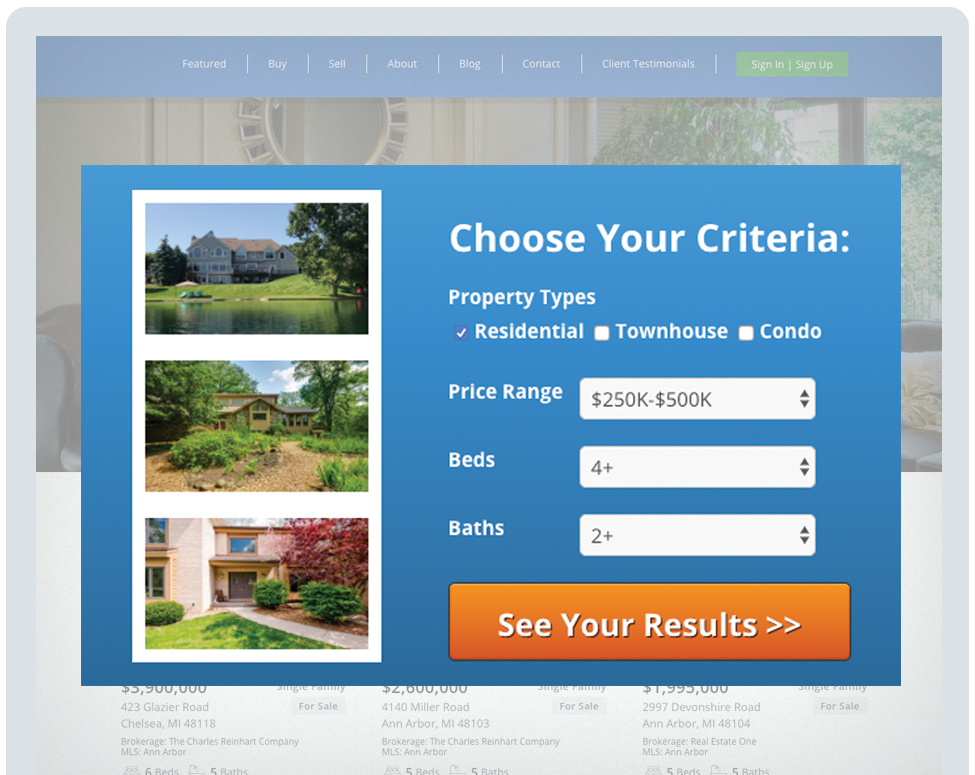 Featured Buy Sell About Blog Contact Client Testimonials Sign In | Sign Up
Choose Your Criteria:
Property Types
Residential Townhouse Condo
Price Range $250K-$500K
Beds 4+
Baths 2+
See Your Results >>
$3,900,000 Single Family $2,600,000 Single Family $1,995,000 Single Family
423 Glazier Road For Sale 4140 Miller Road For Sale 2997 Devonshire Road For Sale
Chelsea, MI 48118 Ann Arbor, MI 48103 Ann Arbor, MI 48104
Brokerage: The Charles Reinhart Company Brokerage: The Charles Reinhart Company Brokerage: Real Estate One
MLS: Ann Arbor MLS: Ann Arbor MLS: Ann Arbor
6 Beds 5 Baths 5 Beds 5 Baths 5 Beds 5 Baths